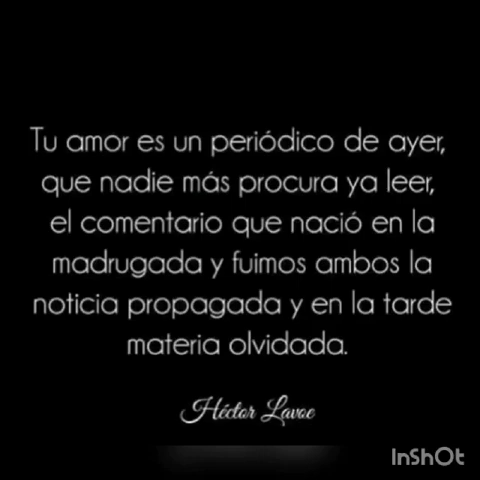 Tu amor es un periódico de ayer,
que nadie más procura ya leer,
el comentario que nació en la
madrugada y fuimos ambos la
noticia propagada y en la tarde
materia olvidada.
Héctor Lavoe
InShOt